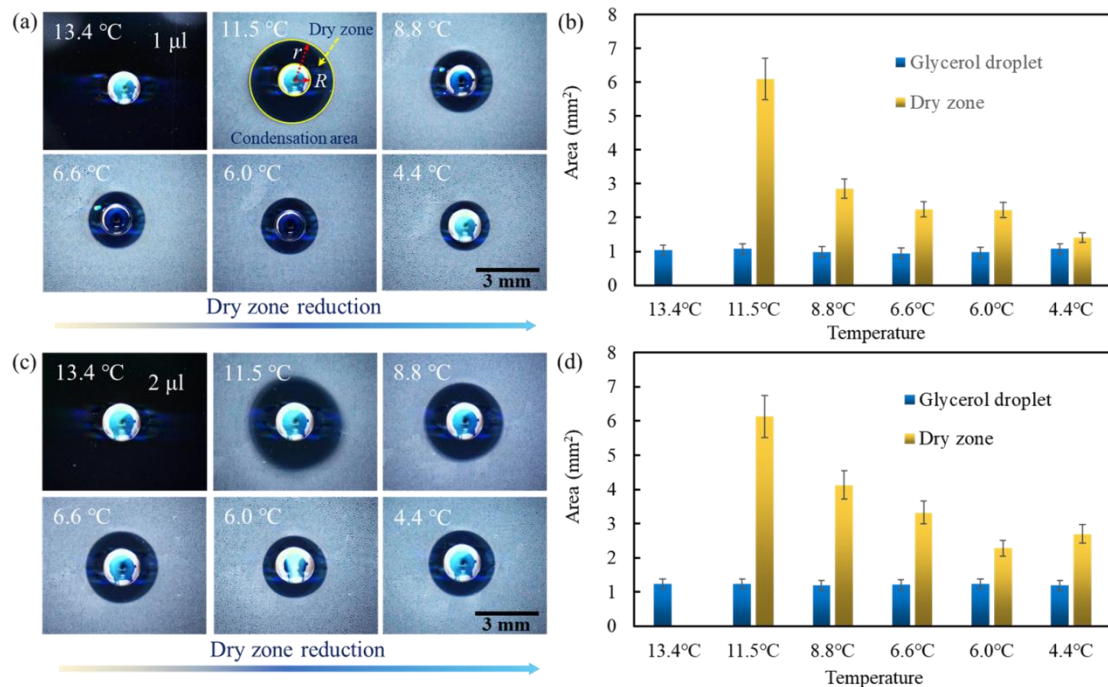 (a)
13.4 °C
1 μl
11.5 °C
Dry zone
r
R
Condensation area
8.8 °C
6.6 °C
6.0 °C
4.4 °C
3 mm
Dry zone reduction
(b)
8
7
6
5
4
3
2
1
0
Area (mm²)
Glycerol droplet
Dry zone
13.4°C 11.5°C 8.8°C 6.6°C 6.0°C 4.4°C
Temperature
(c)
13.4 °C
2 μl
11.5 °C
8.8 °C
6.6 °C
6.0 °C
4.4 °C
3 mm
Dry zone reduction
(d)
8
7
6
5
4
3
2
1
0
Area (mm²)
Glycerol droplet
Dry zone
13.4°C 11.5°C 8.8°C 6.6°C 6.0°C 4.4°C
Temperature